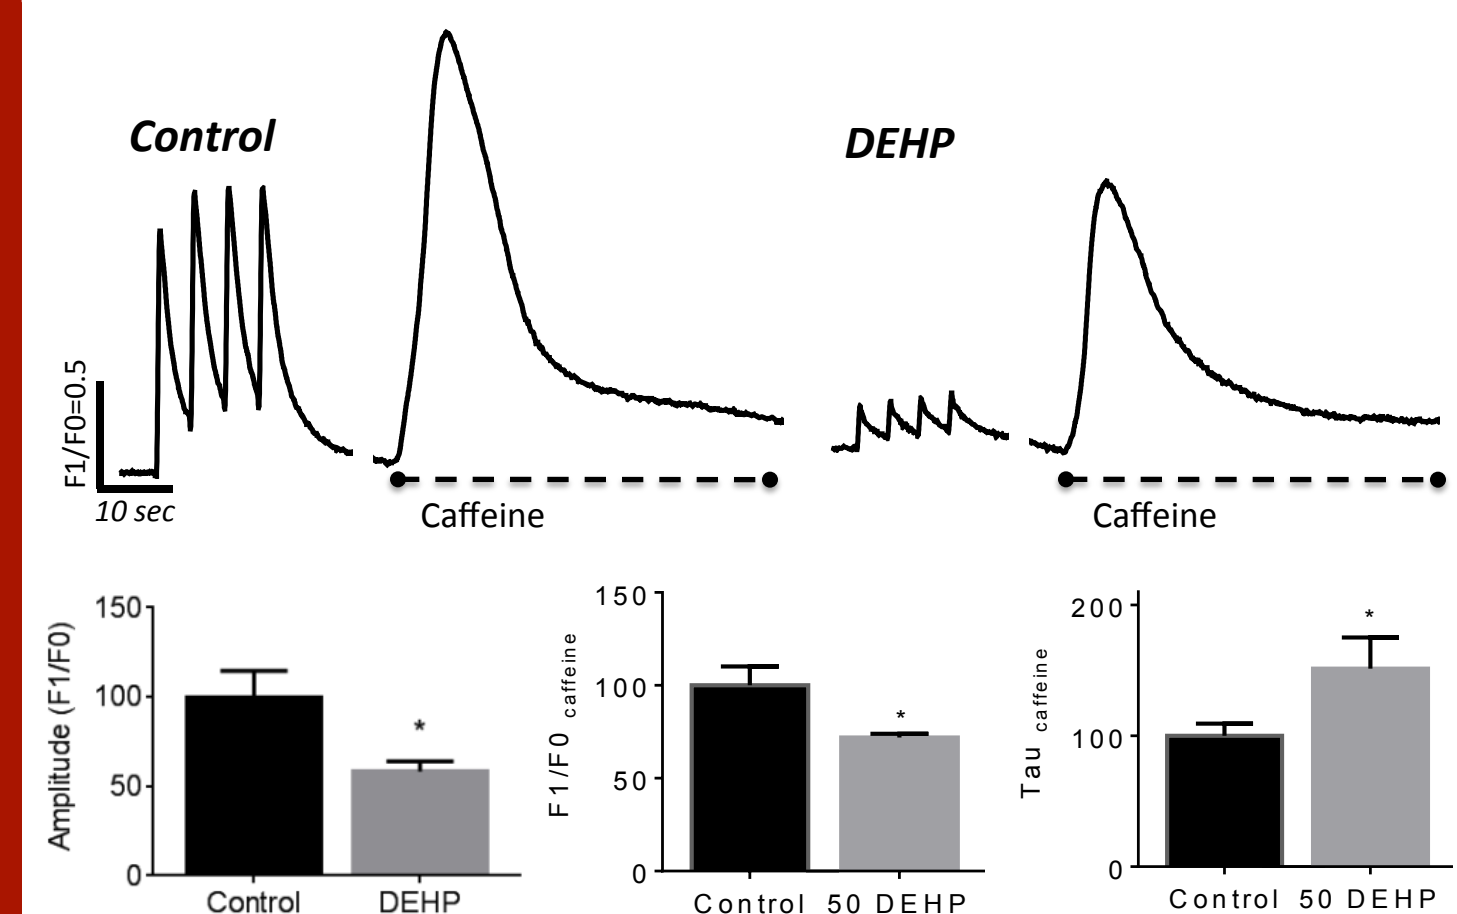 Control
DEHP
F1/F0=0.5
10 sec
Caffeine
Caffeine
Amplitude (F1/F0)
150
100
50
0
*
Control
DEHP
F1/F0 caffeine
150
100
50
0
*
Control
50 DEHP
Tau caffeine
200
100
0
*
Control
50 DEHP